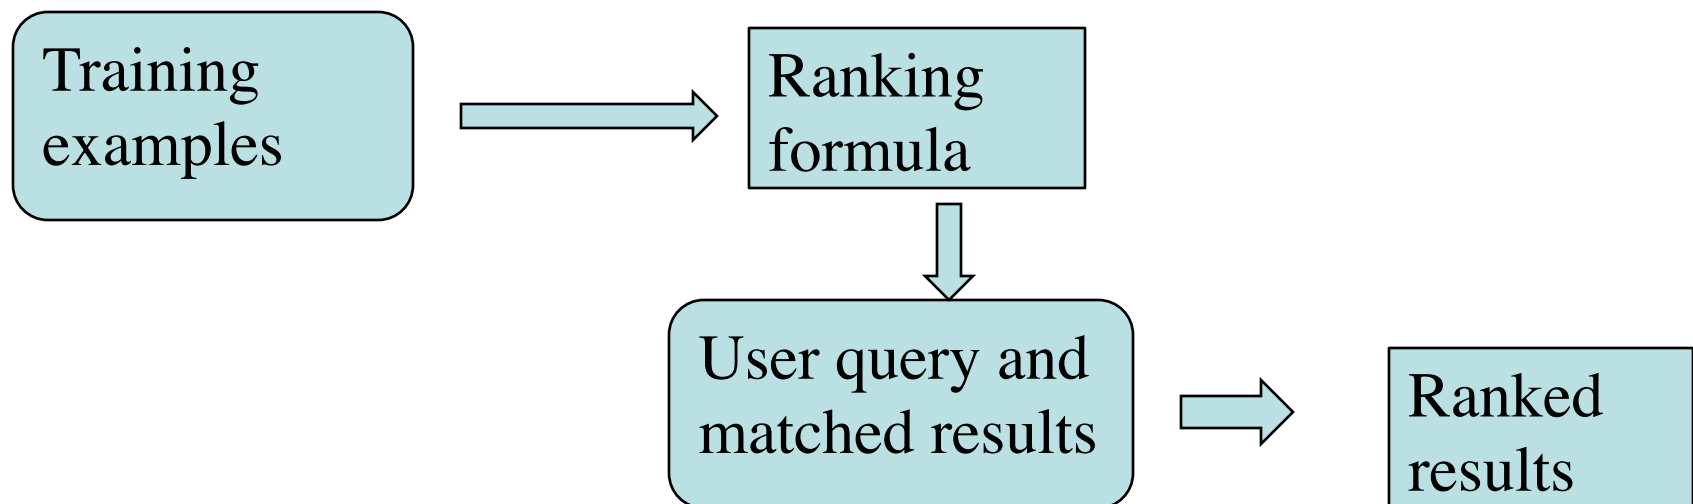 Training
examples
Ranking
formula
User query and
matched results
Ranked
results